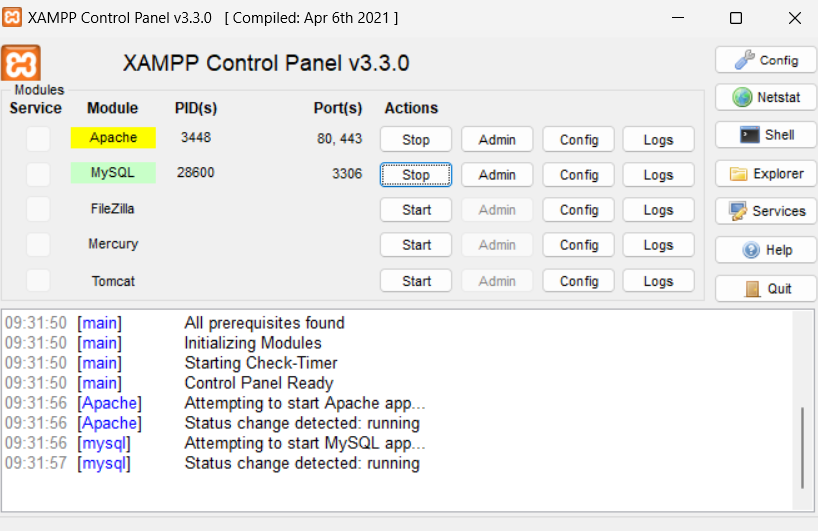 XAMPP Control Panel v3.3.0 [ Compiled: Apr 6th 2021 ]
XAMPP Control Panel v3.3.0
Config
Modules
Service Module PID(s) Port(s) Actions
Netstat
Apache 3448 80, 443 Stop Admin Config Logs
Shell
MySQL 28600 3306 Stop Admin Config Logs
Explorer
FileZilla Start Admin Config Logs
Services
Mercury Start Admin Config Logs
Help
Tomcat Start Admin Config Logs
Quit
09:31:50 [main] All prerequisites found
09:31:50 [main] Initializing Modules
09:31:50 [main] Starting Check-Timer
09:31:50 [main] Control Panel Ready
09:31:56 [Apache] Attempting to start Apache app...
09:31:56 [Apache] Status change detected: running
09:31:56 [mysql] Attempting to start MySQL app...
09:31:57 [mysql] Status change detected: running